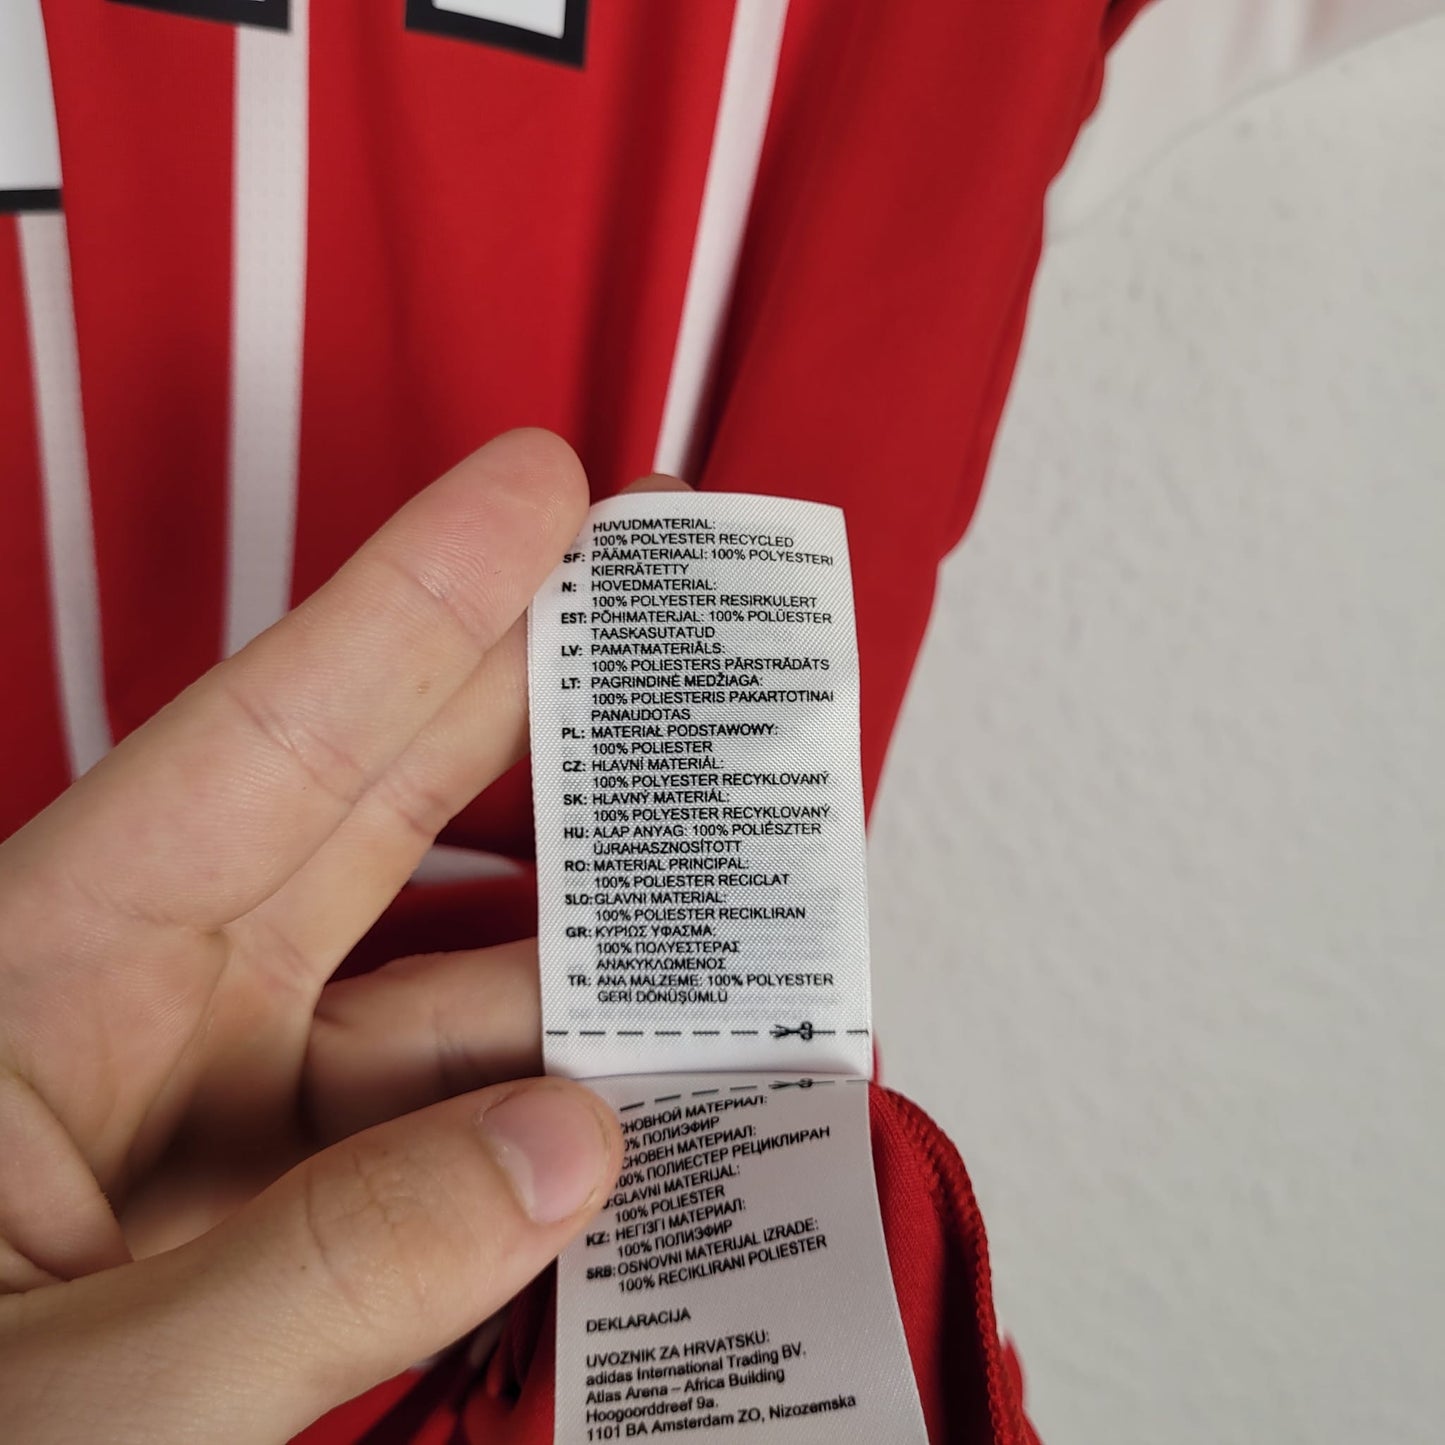 HUVUDMATERIAL:
100% POLYESTER RECYCLED
SF: PÄÄMATERIAALI: 100% POLYESTERI
KIERRÄTETTY
N: HOVEDMATERIAL:
100% POLYESTER RESIRKULERT
EST: PÕHIMATERJAL: 100% POLÜESTER
TAASKASUTATUD
LV: PAMATMATERIĀLS:
100% POLIESTERS PĀRSTRĀDĀTS
LT: PAGRINDINĖ MEDŽIAGA:
100% POLIESTERIS PAKARTOTINAI
PANAUDOTAS
PL: MATERIAŁ PODSTAWOWY:
100% POLIESTER
CZ: HLAVNÍ MATERIÁL:
100% POLYESTER RECYKLOVANÝ
SK: HLAVNÝ MATERIÁL:
100% POLYESTER RECYKLOVANÝ
HU: ALAP ANYAG: 100% POLIÉSZTER
ÚJRAHASZNOSÍTOTT
RO: MATERIAL PRINCIPAL:
100% POLIESTER RECICLAT
SLO: GLAVNI MATERIAL:
100% POLIESTER RECIKLIRAN
GR: ΚΥΡΙΩΣ ΥΦΑΣΜΑ:
100% ΠΟΛΥΕΣΤΕΡΑΣ
ΑΝΑΚΥΚΛΩΜΕΝΟΣ
TR: ANA MALZEME: 100% POLYESTER
GERİ DÖNÜŞÜMLÜ
МАТЕРИАЛ:
ПОЛИЭФИР
МАТЕРИАЛ:
ПОЛИЕСТЕР РЕЦИКЛИРАН
GLAVNI MATERIJAL:
100% POLIESTER
KZ: НЕГІЗГІ МАТЕРИАЛ:
100% ПОЛИЭФИР
SRB: OSNOVNI MATERIJAL IZRADE:
100% RECIKLIRANI POLIESTER
DEKLARACIJA
UVOZNIK ZA HRVATSKU:
adidas International Trading BV.
Atlas Arena – Africa Building
Hoogoorddreef 9a.
1101 BA Amsterdam ZO, Nizozemska